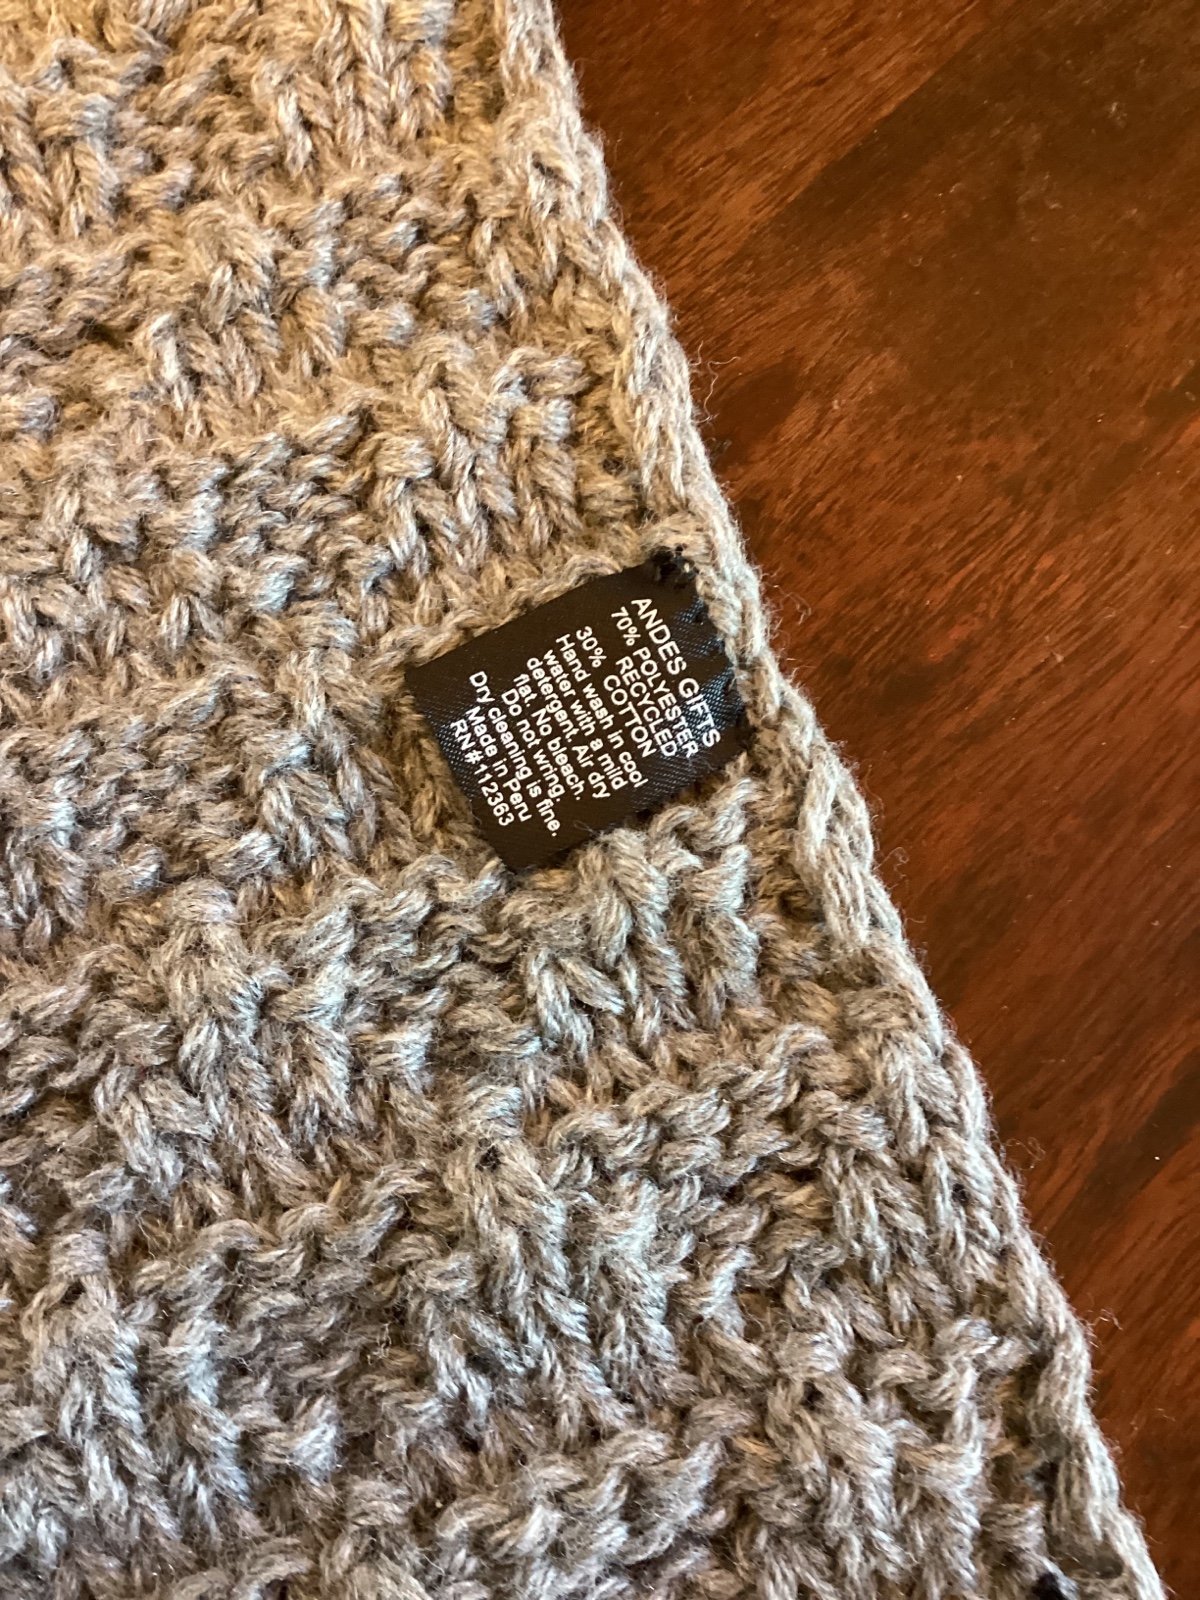 ANDES GIFTS
70% POLYESTER
RECYCLED
30% COTTON
Hand wash in cool
water with a mild
detergent. Air dry
flat. No bleach.
Do not wring.
Dry cleaning is fine.
Made in Peru
RN#112363